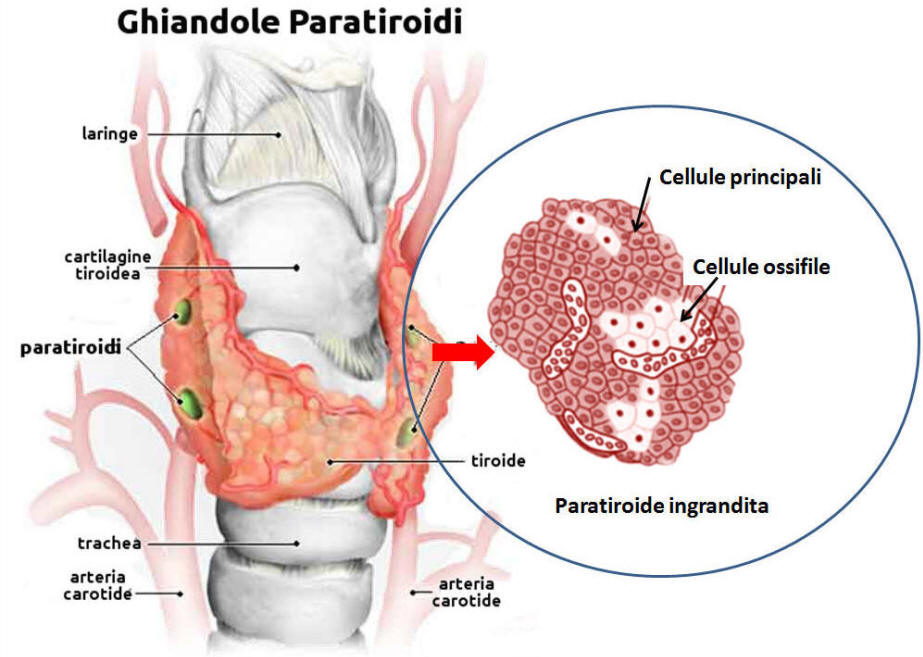 Ghiandole Paratiroidi
laringe
Cellule principali
cartilagine
tiroidea
Cellule ossifile
paratiroidi
tiroide
Paratiroide ingrandita
trachea
arteria
carotide
arteria
carotide